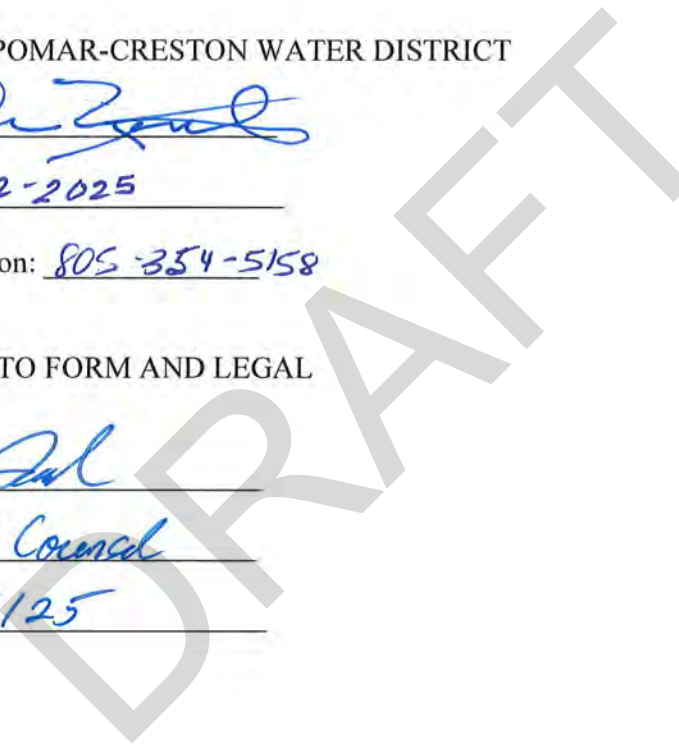 POMAR-CRESTON WATER DISTRICT
2-2025
on: 805-354-5158
TO FORM AND LEGAL
Counsel
/25
DRAFT